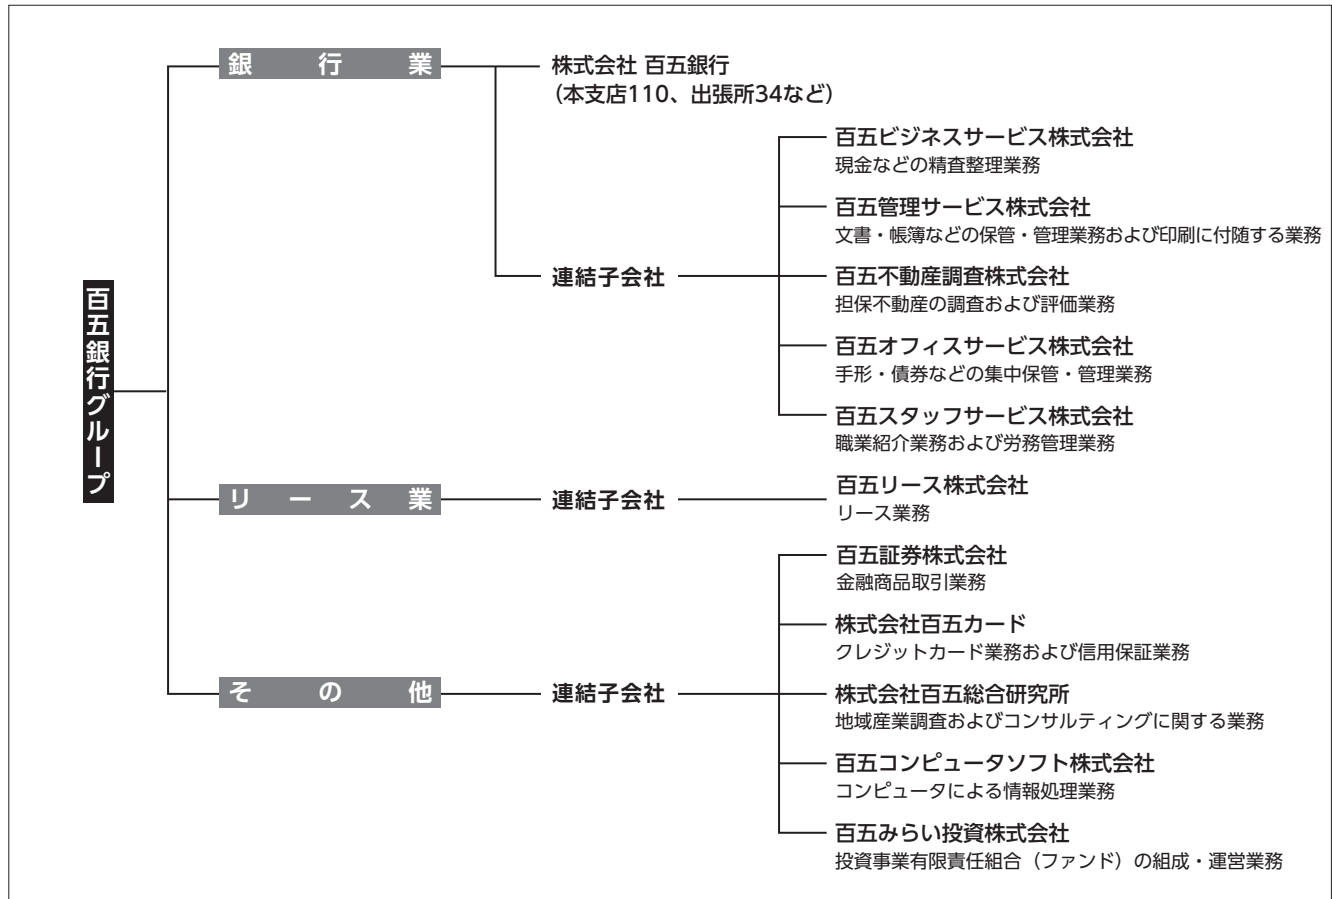 百五銀行グループ
銀行業
株式会社 百五銀行
（本支店110、出張所34など）
連結子会社
百五ビジネスサービス株式会社
現金などの精査整理業務
百五管理サービス株式会社
文書・帳簿などの保管・管理業務および印刷に付随する業務
百五不動産調査株式会社
担保不動産の調査および評価業務
百五オフィスサービス株式会社
手形・債券などの集中保管・管理業務
百五スタッフサービス株式会社
職業紹介業務および労務管理業務
リース業
連結子会社
百五リース株式会社
リース業務
その他
連結子会社
百五証券株式会社
金融商品取引業務
株式会社百五カード
クレジットカード業務および信用保証業務
株式会社百五総合研究所
地域産業調査およびコンサルティングに関する業務
百五コンピュータソフト株式会社
コンピュータによる情報処理業務
百五みらい投資株式会社
投資事業有限責任組合（ファンド）の組成・運営業務